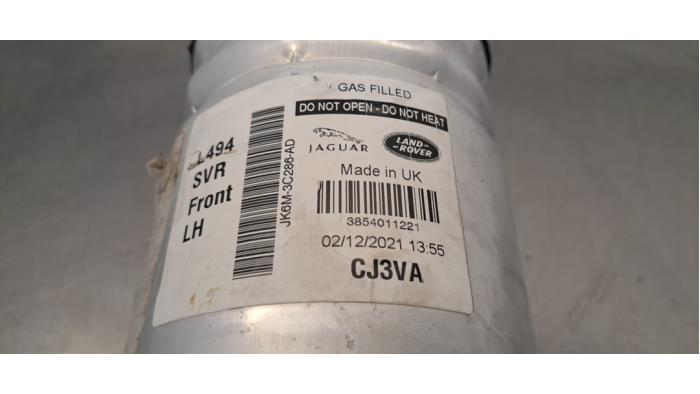 GAS FILLED
DO NOT OPEN - DO NOT HEAT
JAGUAR
LAND-
-ROVER
Made in UK
3854011221
02/12/2021 13:55
CJ3VA
L494
SVR
Front
LH
JK6M-3C286-AD